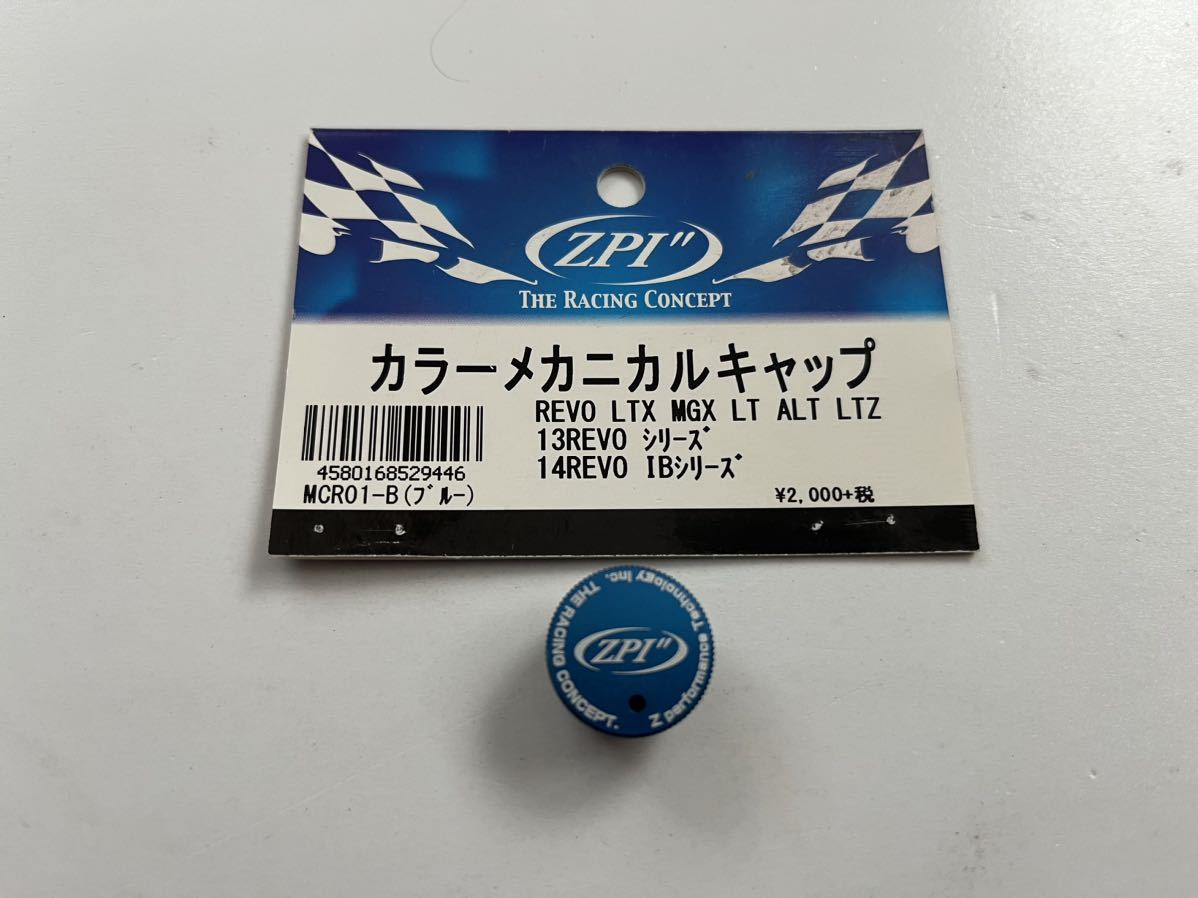 ZPI"
THE RACING CONCEPT
カラーメカニカルキャップ
REVO LTX MGX LT ALT LTZ
13REVO ｼﾘｰｽﾞ
14REVO IBｼﾘｰｽﾞ
4580168529446
MCR01-B(ﾌﾞﾙｰ)
¥2,000+税
THE RACING CONCEPT.
Z performance Technology Inc.
ZPI"